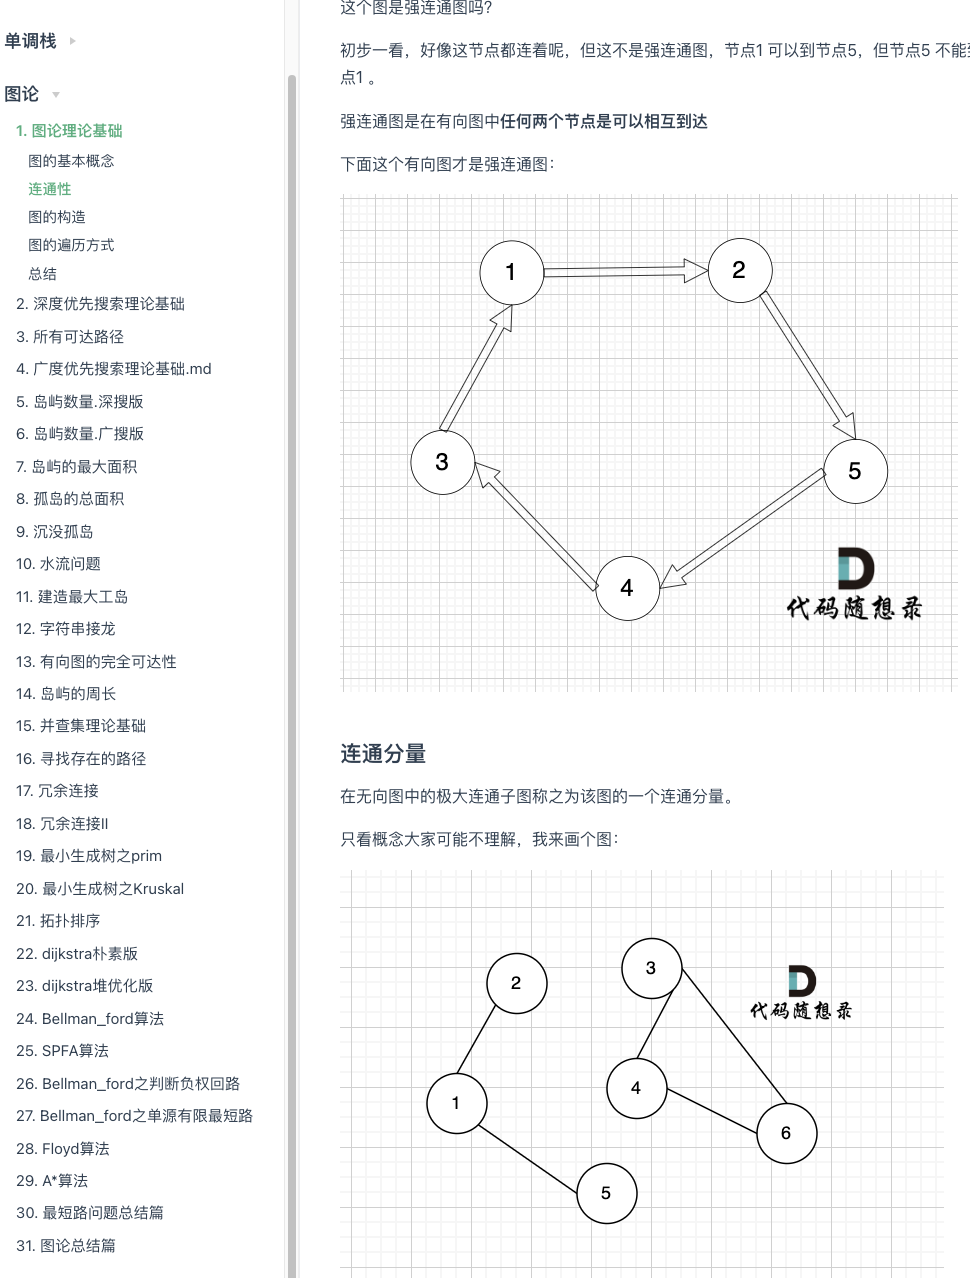 单调栈
图论
1. 图论理论基础
图的基本概念
连通性
图的构造
图的遍历方式
总结
2. 深度优先搜索理论基础
3. 所有可达路径
4. 广度优先搜索理论基础.md
5. 岛屿数量.深搜版
6. 岛屿数量.广搜版
7. 岛屿的最大面积
8. 孤岛的总面积
9. 沉没孤岛
10. 水流问题
11. 建造最大工岛
12. 字符串接龙
13. 有向图的完全可达性
14. 岛屿的周长
15. 并查集理论基础
16. 寻找存在的路径
17. 冗余连接
18. 冗余连接II
19. 最小生成树之prim
20. 最小生成树之Kruskal
21. 拓扑排序
22. dijkstra朴素版
23. dijkstra堆优化版
24. Bellman_ford算法
25. SPFA算法
26. Bellman_ford之判断负权回路
27. Bellman_ford之单源有限最短路
28. Floyd算法
29. A*算法
30. 最短路问题总结篇
31. 图论总结篇
这个图是强连通图吗?
初步一看，好像这节点都连着呢，但这不是强连通图，节点1 可以到节点5，但节点5 不能
点1 。
强连通图是在有向图中任何两个节点是可以相互到达
下面这个有向图才是强连通图：
1
2
3
5
4
代码随想录
连通分量
在无向图中的极大连通子图称之为该图的一个连通分量。
只看概念大家可能不理解，我来画个图：
3
2
代码随想录
4
1
6
5